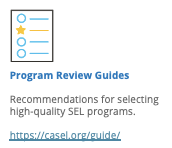 Program Review Guides
Recommendations for selecting
high-quality SEL programs.
https://casel.org/guide/